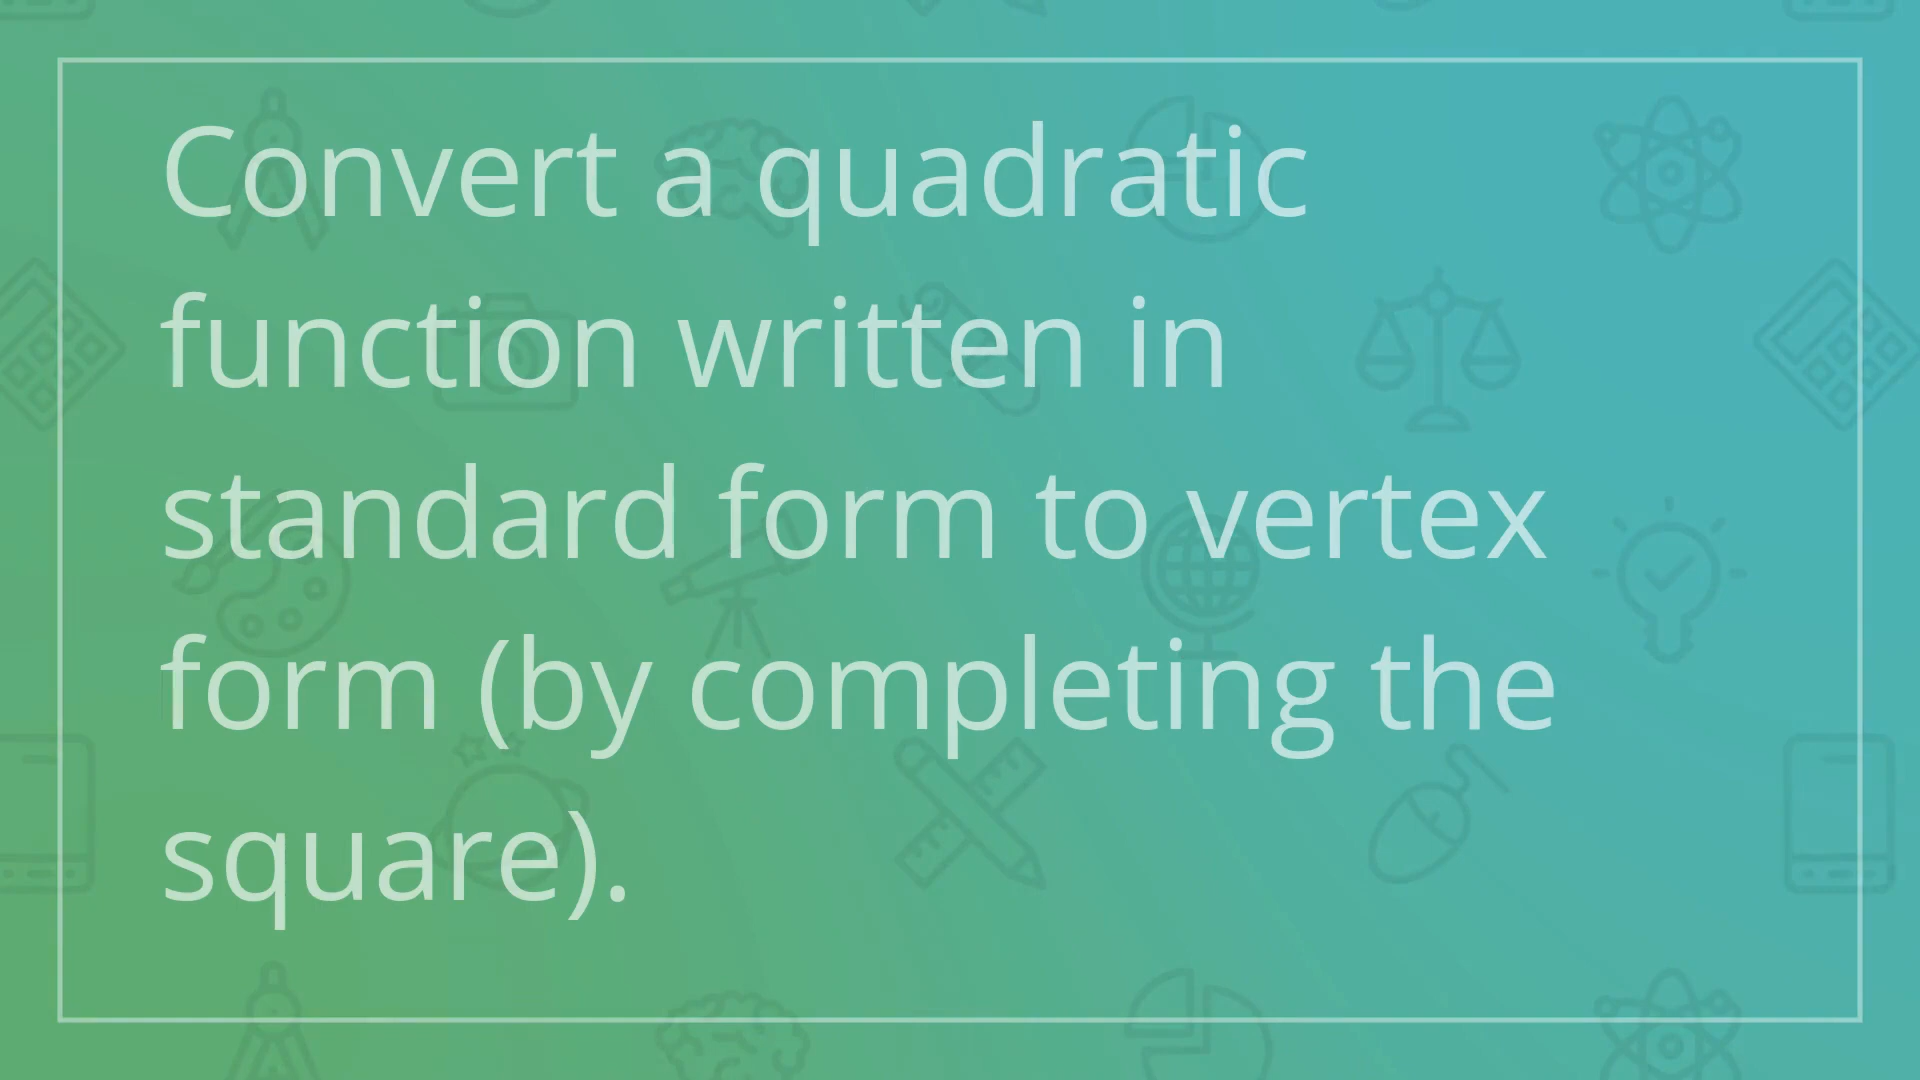 Convert a quadratic
function written in
standard form to vertex
form (by completing the
square).